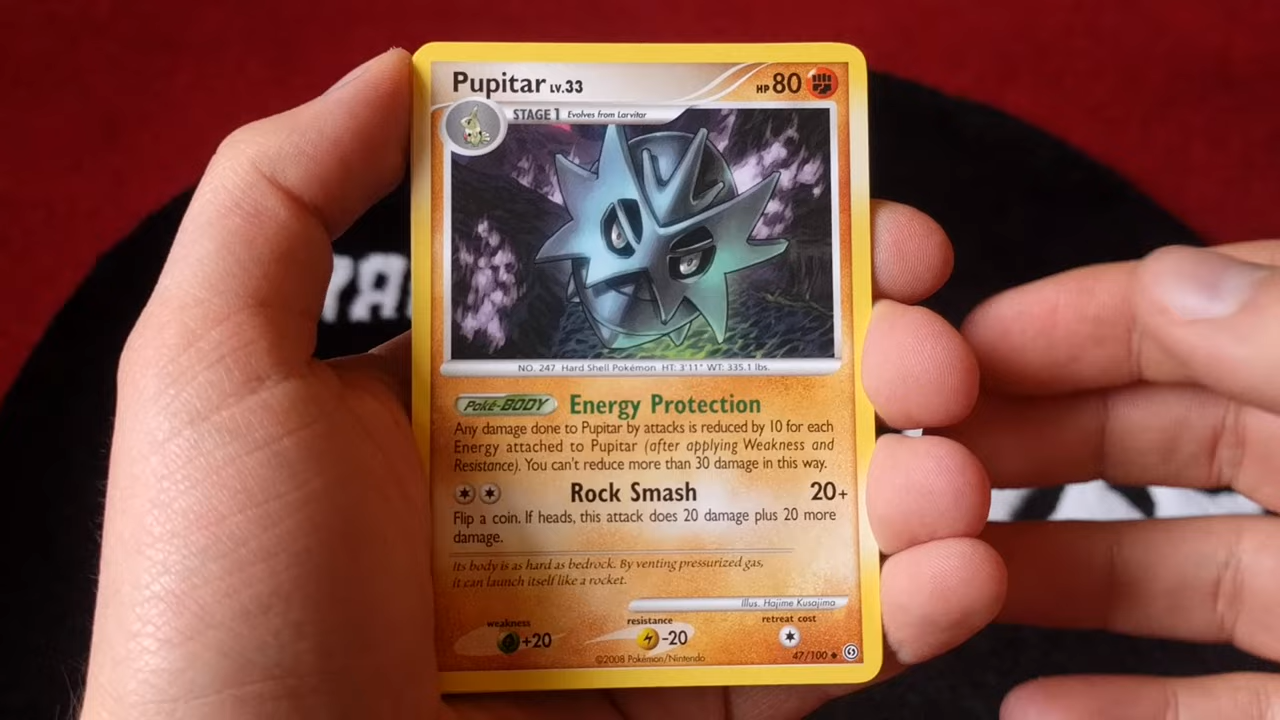 Pupitar LV.33
HP 80
STAGE 1 Evolves from Larvitar
NO. 247 Hard Shell Pokémon HT: 3'11" WT: 335.1 lbs.
Poké-BODY Energy Protection
Any damage done to Pupitar by attacks is reduced by 10 for each
Energy attached to Pupitar (after applying Weakness and
Resistance). You can't reduce more than 30 damage in this way.
Rock Smash 20+
Flip a coin. If heads, this attack does 20 damage plus 20 more
damage.
Its body is as hard as bedrock. By venting pressurized gas,
it can launch itself like a rocket.
Illus. Hajime Kusajima
weakness resistance retreat cost
+20 -20
©2008 Pokémon/Nintendo
47/100